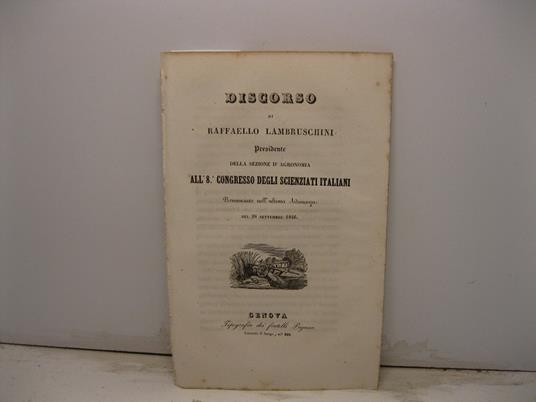 DISCORSO
DI
RAFFAELLO LAMBRUSCHINI
Presidente
DELLA SEZIONE D'AGRONOMIA
ALL' 8.° CONGRESSO DEGLI SCIENZIATI ITALIANI
Pronunziato nell'ultima Adunanza
DEL 28 SETTEMBRE 1846.
GENOVA
Tipografia dei fratelli Pagano